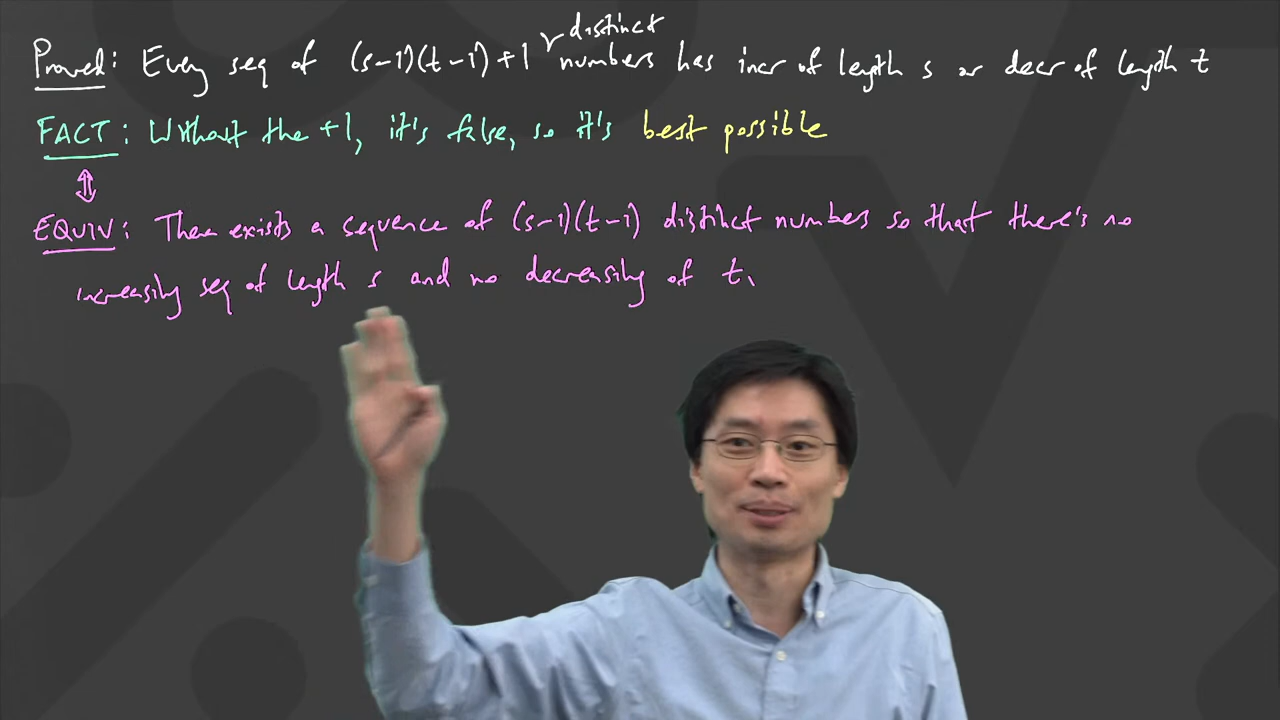 Proved: Every seq of (s-1)(t-1)+1 distinct numbers has incr of length s or decr of length t
FACT: Without the +1, it's false, so it's best possible
⇕
EQUIV: There exists a sequence of (s-1)(t-1) distinct numbers so that there's no
increasing seq of length s and no decreasing of t.